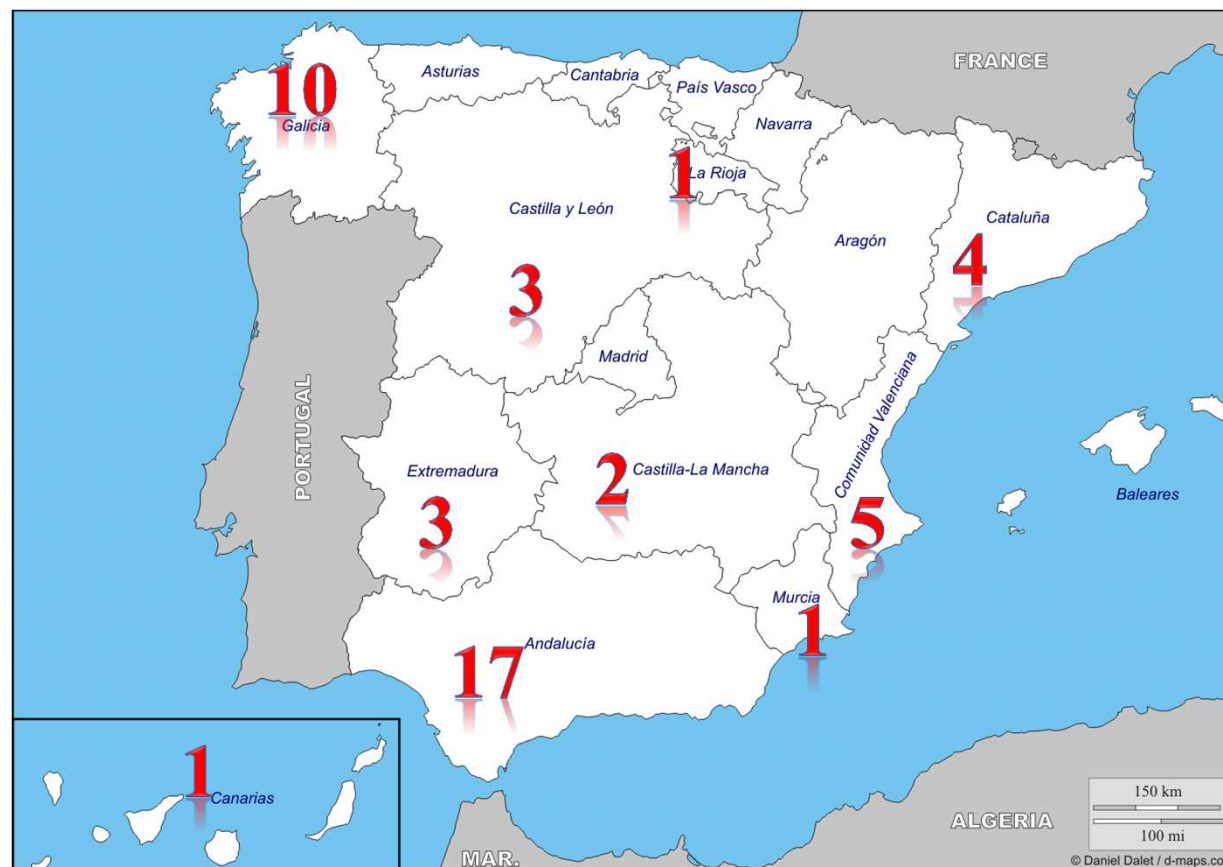 FRANCE
Asturias
Cantabria
País Vasco
10
Galicia
Navarra
1
La Rioja
Castilla y León
Cataluña
Aragón
4
3
Madrid
Comunidad Valenciana
PORTUGAL
Extremadura
2
Castilla-La Mancha
Baleares
3
5
Murcia
1
Andalucía
17
1
Canarias
150 km
100 mi
ALGERIA
MAR.
© Daniel Dalet / d-maps.co